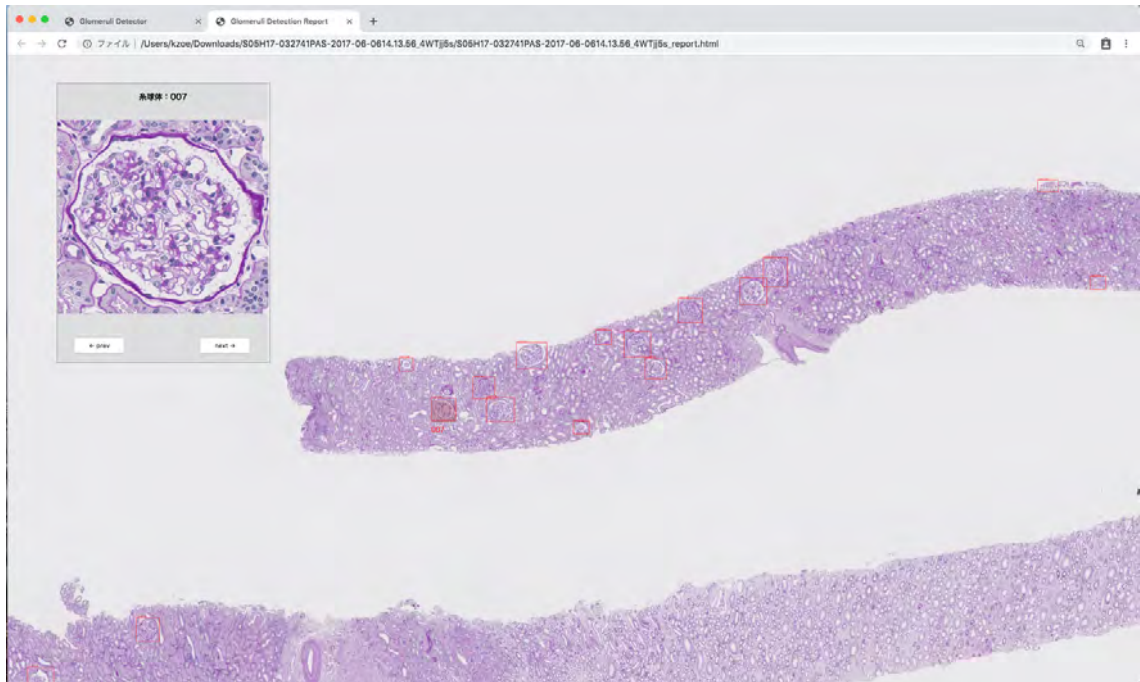 Glomeruli Detector
Glomeruli Detection Report
ファイル | /Users/kzoe/Downloads/S05H17-032741PAS-2017-06-0614.13.56_4WTjj5s/S05H17-032741PAS-2017-06-0614.13.56_4WTjj5s_report.html
糸球体：007
← prev
next →
007